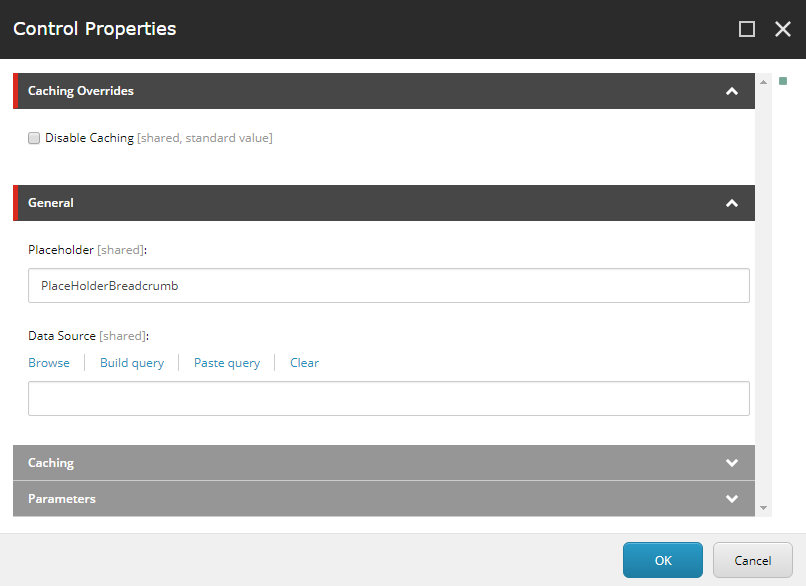 Control Properties
Caching Overrides
Disable Caching [shared, standard value]
General
Placeholder [shared]:
PlaceHolderBreadcrumb
Data Source [shared]:
Browse Build query Paste query Clear
Caching
Parameters
OK Cancel